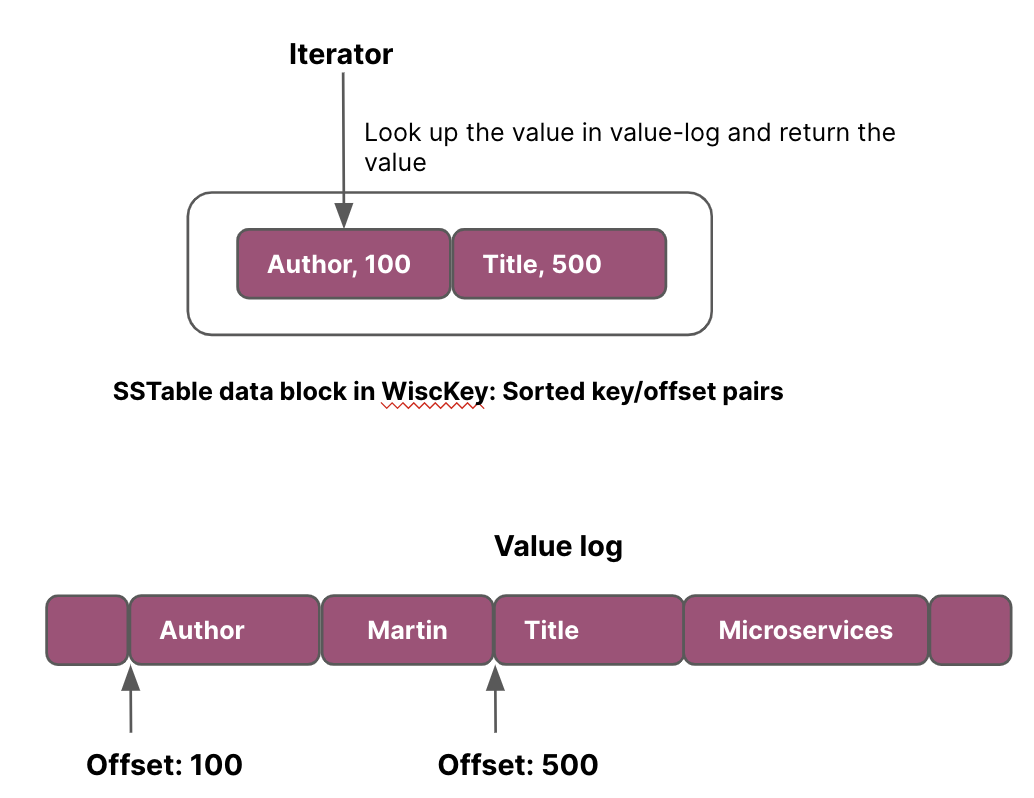 Iterator
Look up the value in value-log and return the
value
Author, 100
Title, 500
SSTable data block in WiscKey: Sorted key/offset pairs
Value log
Author
Martin
Title
Microservices
Offset: 100
Offset: 500